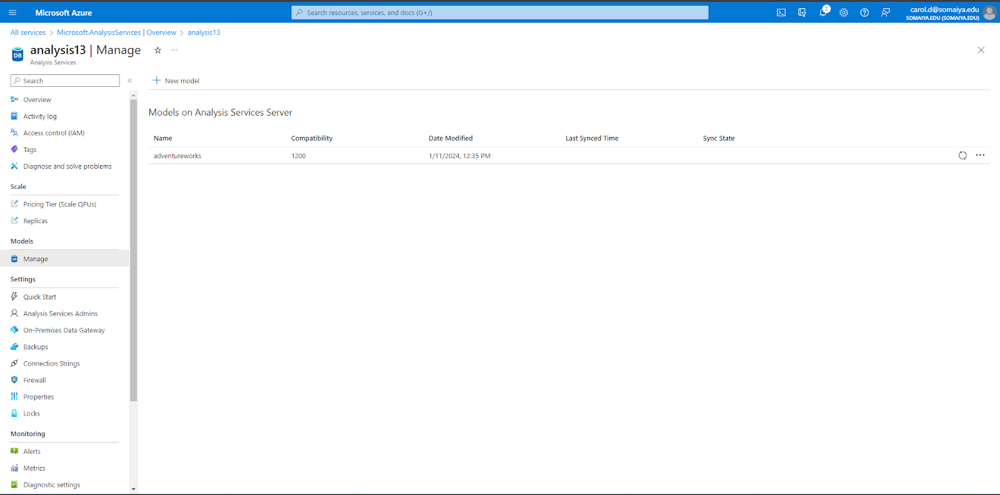 Microsoft Azure
Search resources, services, and docs (G+/)
2
carol.d@somaiya.edu
SOMAIYA.EDU (SOMAIYA.EDU)
All services > Microsoft.AnalysisServices | Overview > analysis13
DB
analysis13 | Manage
Analysis Services
Search
«
New model
Overview
Activity log
Access control (IAM)
Tags
Diagnose and solve problems
Scale
Pricing Tier (Scale QPUs)
Replicas
Models
Manage
Settings
Quick Start
Analysis Services Admins
On-Premises Data Gateway
Backups
Connection Strings
Firewall
Properties
Locks
Monitoring
Alerts
Metrics
Diagnostic settings
Models on Analysis Services Server
Name Compatibility Date Modified Last Synced Time Sync State
adventureworks 1200 1/11/2024, 12:35 PM